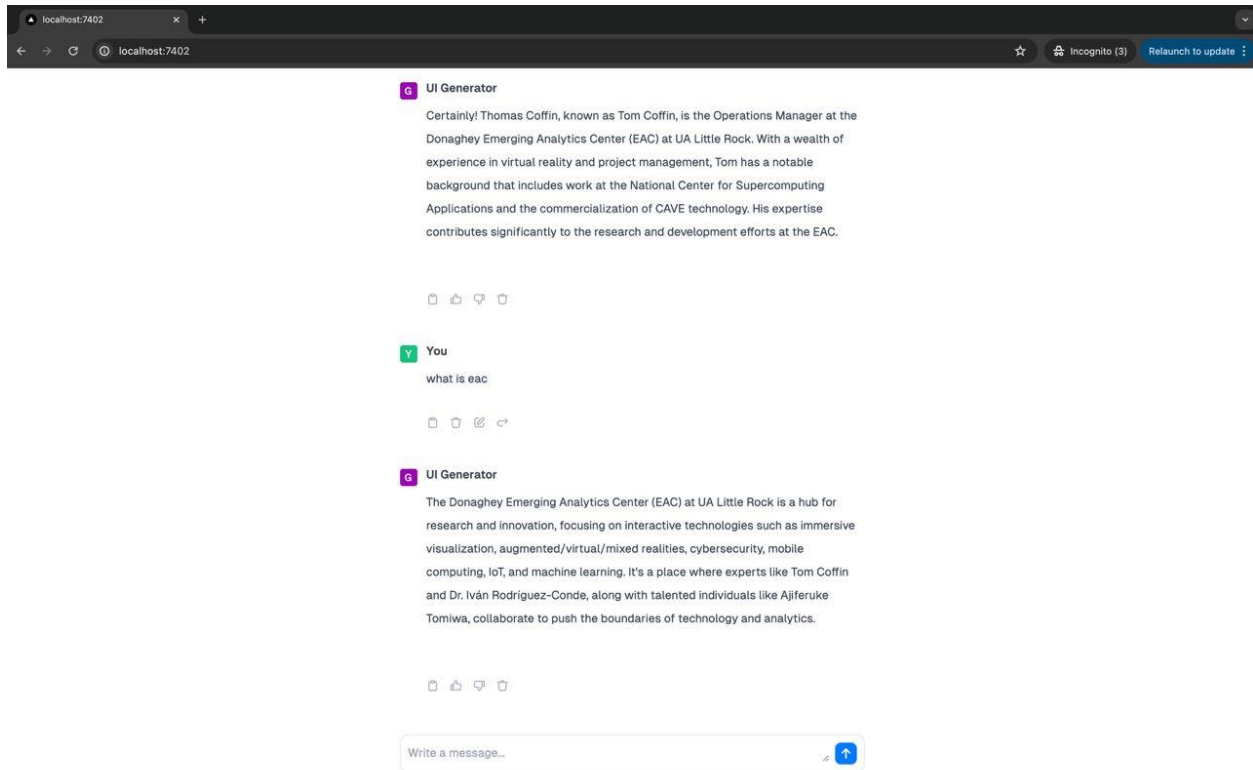 localhost:7402
localhost:7402
Incognito (3)
Relaunch to update
G UI Generator
Certainly! Thomas Coffin, known as Tom Coffin, is the Operations Manager at the
Donaghey Emerging Analytics Center (EAC) at UA Little Rock. With a wealth of
experience in virtual reality and project management, Tom has a notable
background that includes work at the National Center for Supercomputing
Applications and the commercialization of CAVE technology. His expertise
contributes significantly to the research and development efforts at the EAC.
Y You
what is eac
G UI Generator
The Donaghey Emerging Analytics Center (EAC) at UA Little Rock is a hub for
research and innovation, focusing on interactive technologies such as immersive
visualization, augmented/virtual/mixed realities, cybersecurity, mobile
computing, IoT, and machine learning. It's a place where experts like Tom Coffin
and Dr. Iván Rodríguez-Conde, along with talented individuals like Ajiferuke
Tomiwa, collaborate to push the boundaries of technology and analytics.
Write a message...